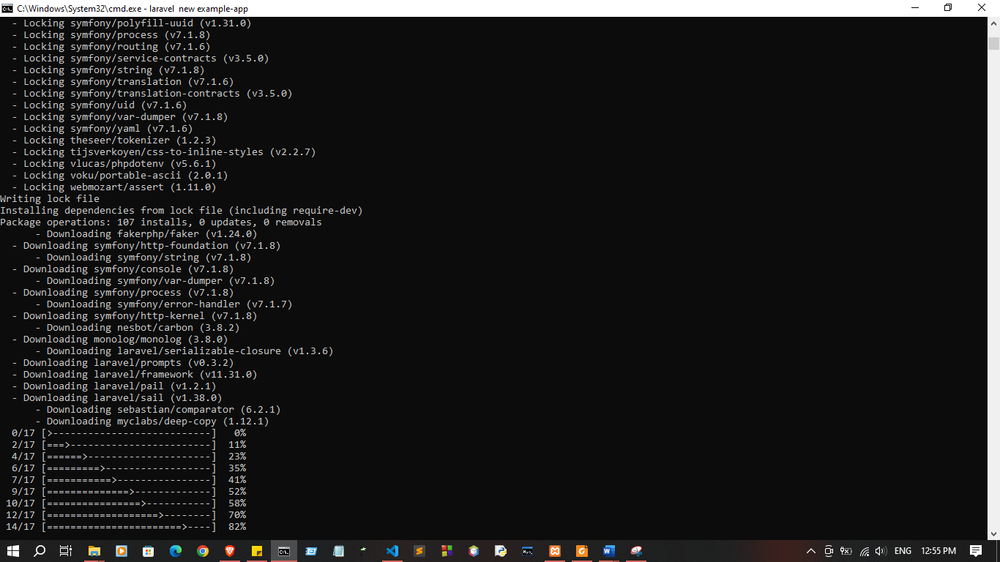 C:\Windows\System32\cmd.exe - laravel  new example-app
- Locking symfony/polyfill-uuid (v1.31.0)
- Locking symfony/process (v7.1.8)
- Locking symfony/routing (v7.1.6)
- Locking symfony/service-contracts (v3.5.0)
- Locking symfony/string (v7.1.8)
- Locking symfony/translation (v7.1.6)
- Locking symfony/translation-contracts (v3.5.0)
- Locking symfony/uid (v7.1.6)
- Locking symfony/var-dumper (v7.1.8)
- Locking symfony/yaml (v7.1.6)
- Locking theseer/tokenizer (1.2.3)
- Locking tijsverkoyen/css-to-inline-styles (v2.2.7)
- Locking vlucas/phpdotenv (v5.6.1)
- Locking voku/portable-ascii (2.0.1)
- Locking webmozart/assert (1.11.0)
Writing lock file
Installing dependencies from lock file (including require-dev)
Package operations: 107 installs, 0 updates, 0 removals
- Downloading fakerphp/faker (v1.24.0)
- Downloading symfony/http-foundation (v7.1.8)
- Downloading symfony/string (v7.1.8)
- Downloading symfony/console (v7.1.8)
- Downloading symfony/var-dumper (v7.1.8)
- Downloading symfony/process (v7.1.8)
- Downloading symfony/error-handler (v7.1.7)
- Downloading symfony/http-kernel (v7.1.8)
- Downloading nesbot/carbon (3.8.2)
- Downloading monolog/monolog (3.8.0)
- Downloading laravel/serializable-closure (v1.3.6)
- Downloading laravel/prompts (v0.3.2)
- Downloading laravel/framework (v11.31.0)
- Downloading laravel/pail (v1.2.1)
- Downloading laravel/sail (v1.38.0)
- Downloading sebastian/comparator (6.2.1)
- Downloading myclabs/deep-copy (1.12.1)
0/17 [>---------------------------]   0%
2/17 [===>------------------------]  11%
4/17 [======>---------------------]  23%
6/17 [=========>------------------]  35%
7/17 [===========>----------------]  41%
9/17 [==============>-------------]  52%
10/17 [================>-----------]  58%
12/17 [===================>--------]  70%
14/17 [=======================>----]  82%
ENG 12:55 PM